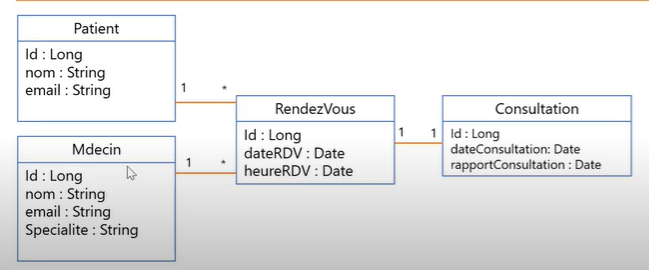 Patient
Id : Long
nom : String
email : String
1
*
Mdecin
Id : Long
nom : String
email : String
Specialite : String
1
*
RendezVous
Id : Long
dateRDV : Date
heureRDV : Date
1
1
Consultation
Id : Long
dateConsultation: Date
rapportConsultation : Date